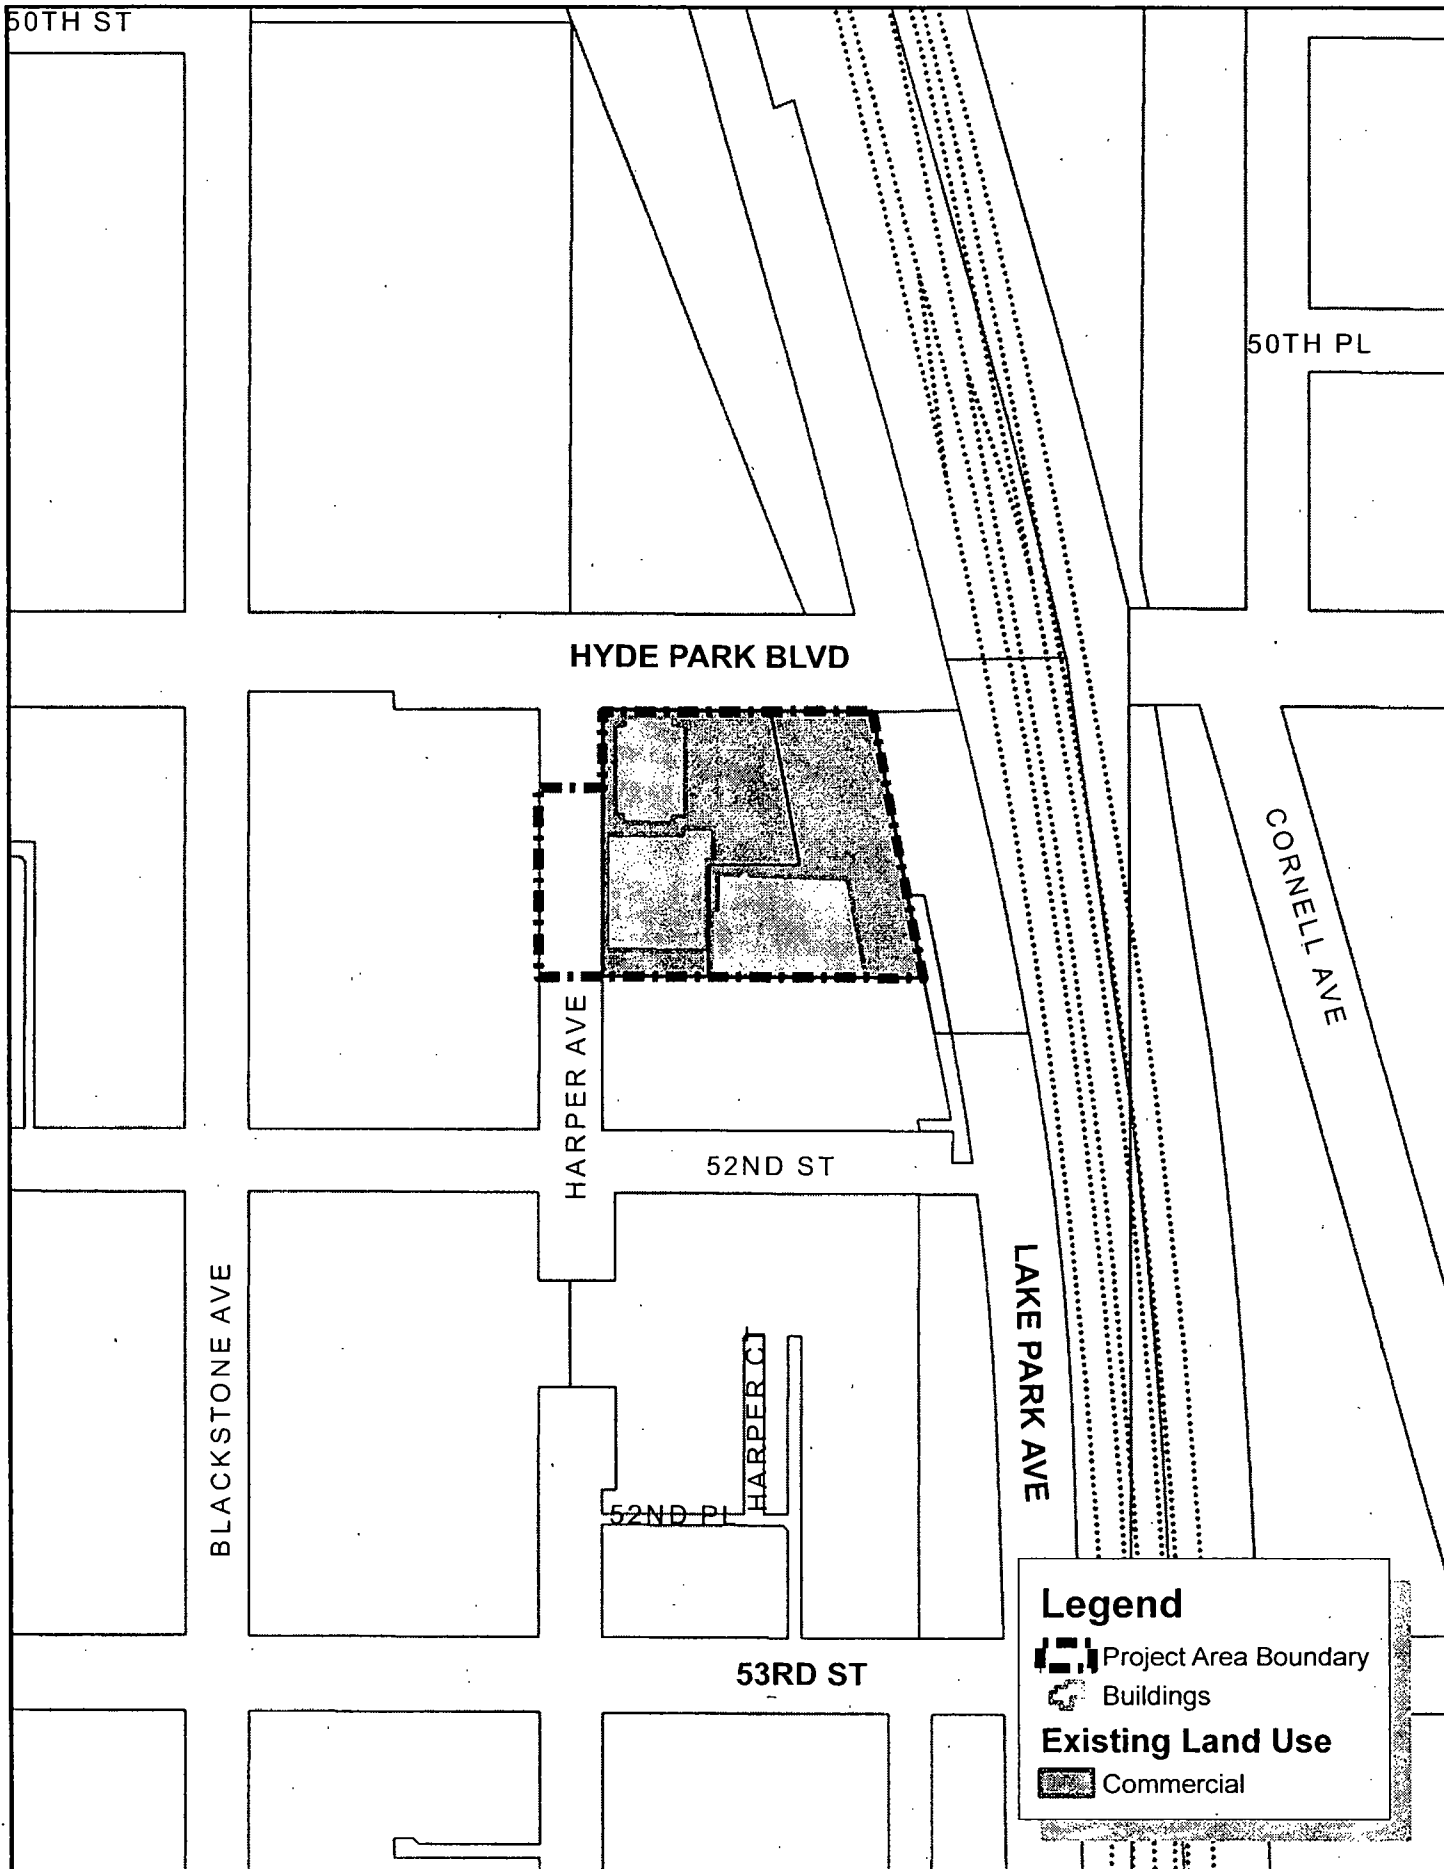 50TH ST
50TH PL
HYDE PARK BLVD
CORNELL AVE
HARPER AVE
52ND ST
LAKE PARK AVE
BLACKSTONE AVE
HARPER CT
52ND PL
53RD ST
Legend
Project Area Boundary
Buildings
Existing Land Use
Commercial